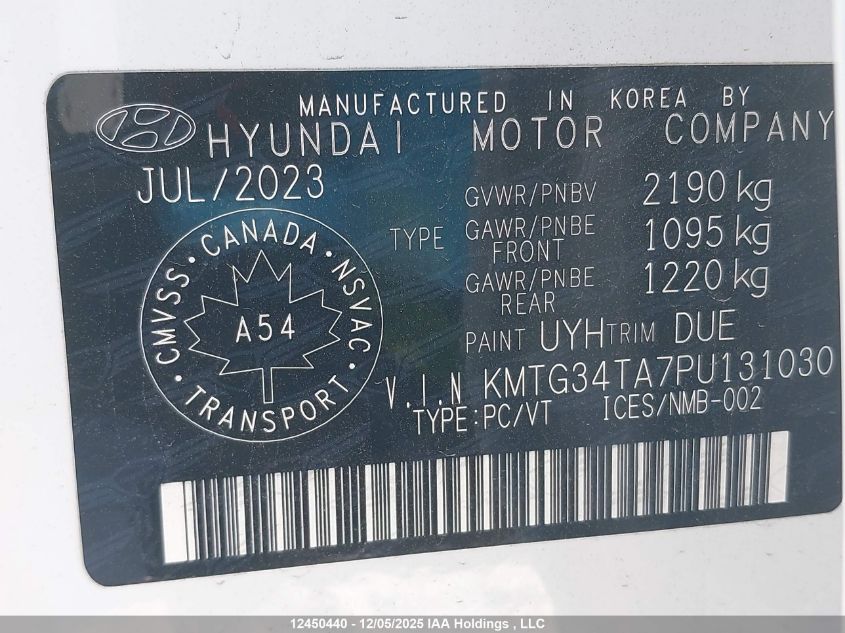 MANUFACTURED IN KOREA BY
HYUNDAI MOTOR COMPANY
JUL/2023
GVWR/PNBV 2190 kg
TYPE GAWR/PNBE FRONT 1095 kg
GAWR/PNBE REAR 1220 kg
PAINT UYH TRIM DUE
V.I.N KMTG34TA7PU131030
TYPE:PC/VT ICES/NMB-002
CMVSS · CANADA · NSVAC
A54
· TRANSPORT ·
12450440 - 12/05/2025 IAA Holdings , LLC